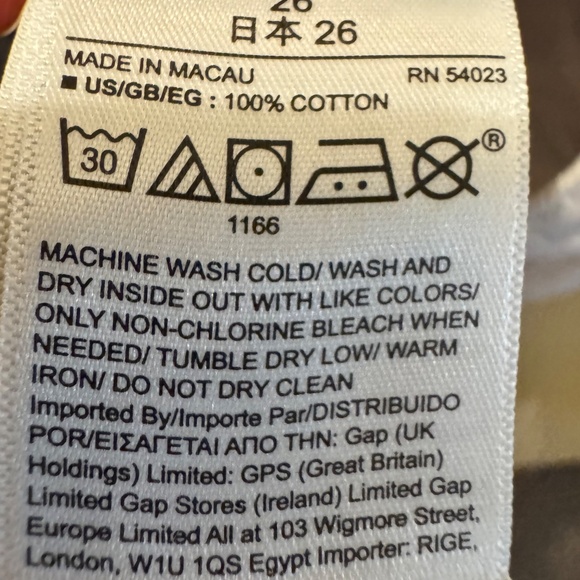 26
日本 26
MADE IN MACAU RN 54023
■ US/GB/EG : 100% COTTON
30 ®
1166
MACHINE WASH COLD/ WASH AND
DRY INSIDE OUT WITH LIKE COLORS/
ONLY NON-CHLORINE BLEACH WHEN
NEEDED/ TUMBLE DRY LOW/ WARM
IRON/ DO NOT DRY CLEAN
Imported By/Importe Par/DISTRIBUIDO
POR/ΕΙΣΑΓΕΤΑΙ ΑΠΟ ΤΗΝ: Gap (UK
Holdings) Limited: GPS (Great Britain)
Limited Gap Stores (Ireland) Limited Gap
Europe Limited All at 103 Wigmore Street,
London, W1U 1QS Egypt Importer: RIGE,